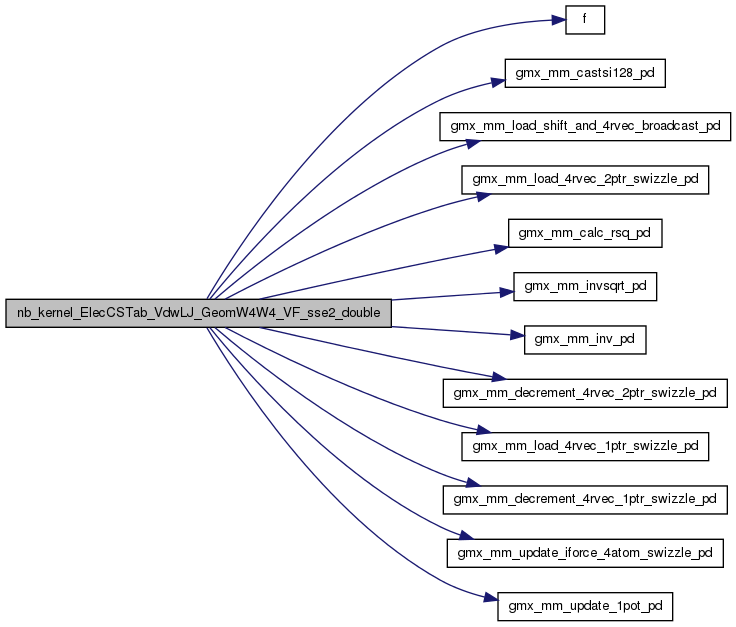 f
gmx_mm_castsi128_pd
gmx_mm_load_shift_and_4rvec_broadcast_pd
gmx_mm_load_4rvec_2ptr_swizzle_pd
gmx_mm_calc_rsq_pd
gmx_mm_invsqrt_pd
nb_kernel_ElecCSTab_VdwLJ_GeomW4W4_VF_sse2_double
gmx_mm_inv_pd
gmx_mm_decrement_4rvec_2ptr_swizzle_pd
gmx_mm_load_4rvec_1ptr_swizzle_pd
gmx_mm_decrement_4rvec_1ptr_swizzle_pd
gmx_mm_update_iforce_4atom_swizzle_pd
gmx_mm_update_1pot_pd